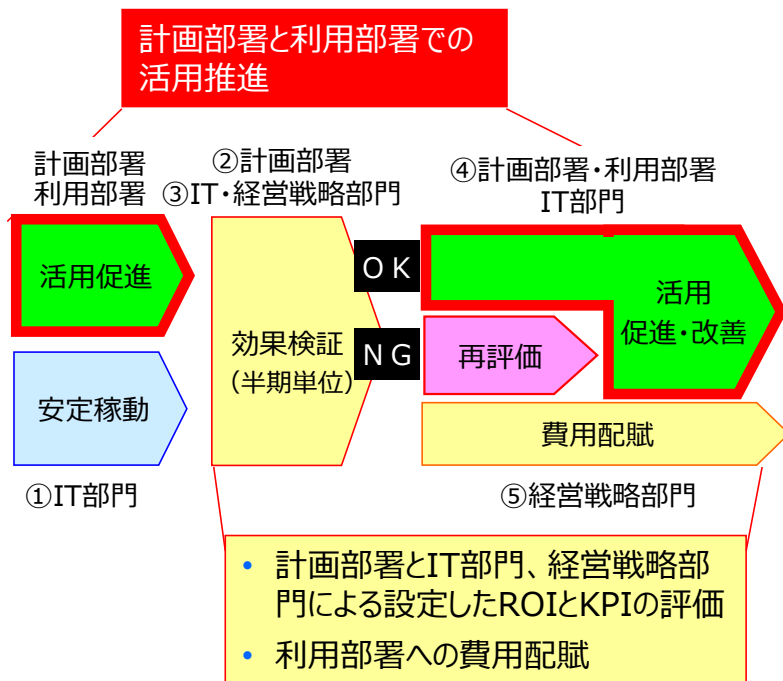 計画部署と利用部署での
活用推進
計画部署
利用部署
②計画部署
③IT・経営戦略部門
④計画部署・利用部署
IT部門
活用促進
安定稼動
効果検証
（半期単位）
ＯＫ
ＮＧ
再評価
活用
促進・改善
費用配賦
①IT部門
⑤経営戦略部門
• 計画部署とIT部門、経営戦略部
門による設定したROIとKPIの評価
• 利用部署への費用配賦